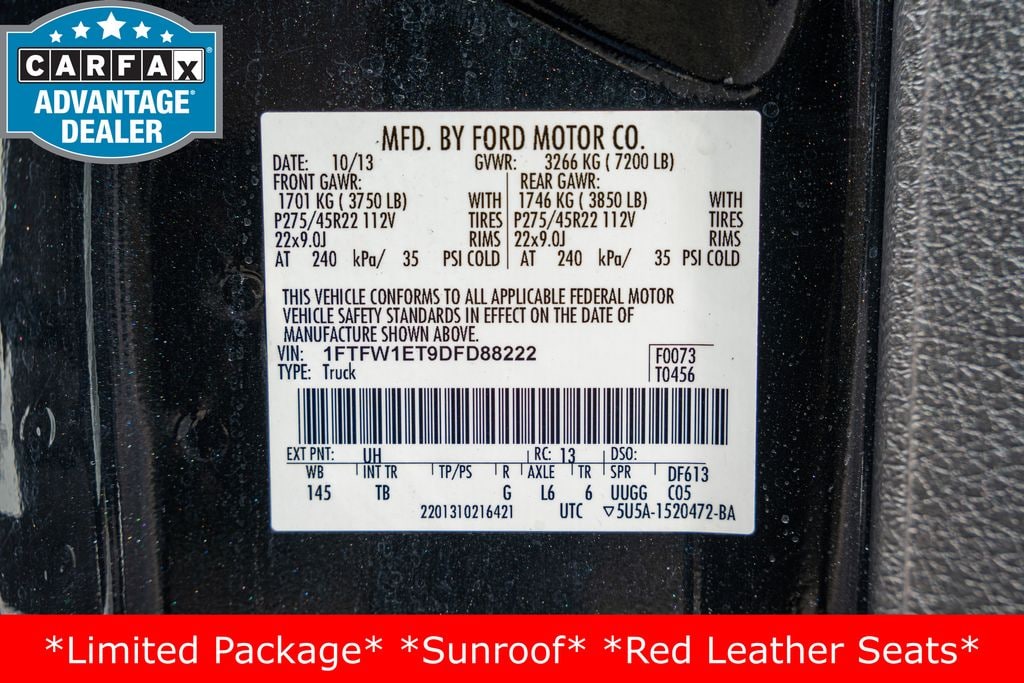 CARFAX
ADVANTAGE
DEALER
MFD. BY FORD MOTOR CO.
DATE: 10/13 GVWR: 3266 KG ( 7200 LB)
FRONT GAWR: REAR GAWR:
1701 KG ( 3750 LB) WITH 1746 KG ( 3850 LB) WITH
P275/45R22 112V TIRES P275/45R22 112V TIRES
22x9.0J RIMS 22x9.0J RIMS
AT 240 kPa/ 35 PSI COLD AT 240 kPa/ 35 PSI COLD
THIS VEHICLE CONFORMS TO ALL APPLICABLE FEDERAL MOTOR
VEHICLE SAFETY STANDARDS IN EFFECT ON THE DATE OF
MANUFACTURE SHOWN ABOVE.
VIN: 1FTFW1ET9DFD88222 F0073
TYPE: Truck T0456
EXT PNT: UH RC: 13 DSO:
WB INT TR TP/PS R AXLE TR SPR DF613
145 TB G L6 6 UUGG C05
2201310216421 UTC ▽5U5A-1520472-BA
*Limited Package* *Sunroof* *Red Leather Seats*